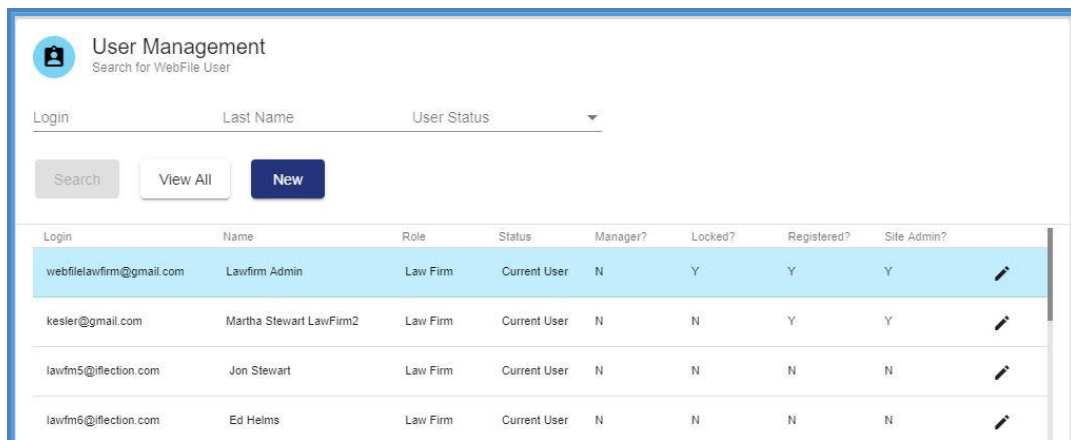 User Management
Search for WebFile User
Login Last Name User Status
Search View All New
Login Name Role Status Manager? Locked? Registered? Site Admin?
webfilelawfirm@gmail.com Lawfirm Admin Law Firm Current User N Y Y Y
kesler@gmail.com Martha Stewart LawFirm2 Law Firm Current User N N Y Y
lawfm5@iflection.com Jon Stewart Law Firm Current User N N N N
lawfm6@iflection.com Ed Helms Law Firm Current User N N N N